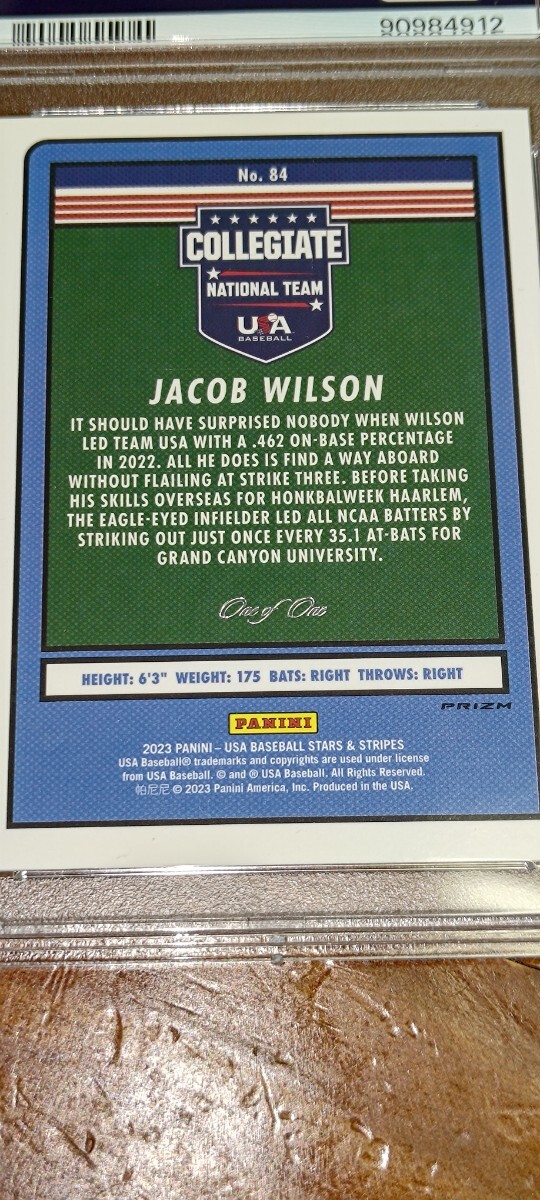 90984912
No. 84
COLLEGIATE
NATIONAL TEAM
USA
BASEBALL
JACOB WILSON
IT SHOULD HAVE SURPRISED NOBODY WHEN WILSON
LED TEAM USA WITH A .462 ON-BASE PERCENTAGE
IN 2022. ALL HE DOES IS FIND A WAY ABOARD
WITHOUT FLAILING AT STRIKE THREE. BEFORE TAKING
HIS SKILLS OVERSEAS FOR HONKBALWEEK HAARLEM,
THE EAGLE-EYED INFIELDER LED ALL NCAA BATTERS BY
STRIKING OUT JUST ONCE EVERY 35.1 AT-BATS FOR
GRAND CANYON UNIVERSITY.
One of One
HEIGHT: 6'3" WEIGHT: 175 BATS: RIGHT THROWS: RIGHT
PRIZM
PANINI
2023 PANINI – USA BASEBALL STARS & STRIPES
USA Baseball® trademarks and copyrights are used under license
from USA Baseball. © and ® USA Baseball. All Rights Reserved.
帕尼尼 © 2023 Panini America, Inc. Produced in the USA.